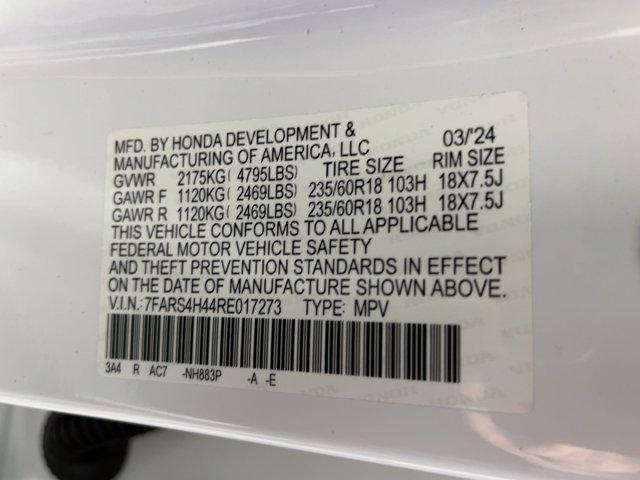 MFD. BY HONDA DEVELOPMENT & 03/'24
MANUFACTURING OF AMERICA, LLC
GVWR 2175KG( 4795LBS) TIRE SIZE RIM SIZE
GAWR F 1120KG( 2469LBS) 235/60R18 103H 18X7.5J
GAWR R 1120KG( 2469LBS) 235/60R18 103H 18X7.5J
THIS VEHICLE CONFORMS TO ALL APPLICABLE
FEDERAL MOTOR VEHICLE SAFETY
AND THEFT PREVENTION STANDARDS IN EFFECT
ON THE DATE OF MANUFACTURE SHOWN ABOVE.
V.I.N.:7FARS4H44RE017273 TYPE: MPV
3A4 R AC7 -NH883P -A -E